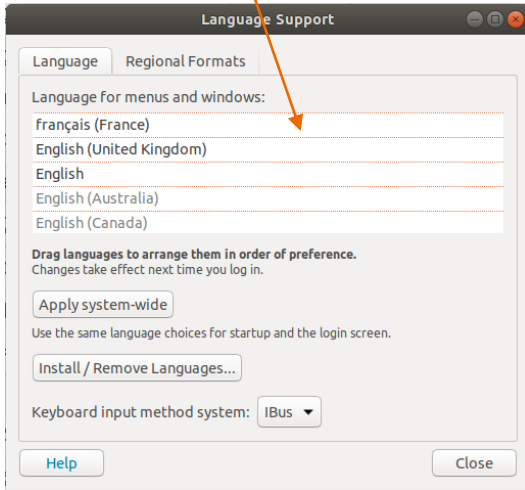 Language Support
Language
Regional Formats
Language for menus and windows:
français (France)
English (United Kingdom)
English
English (Australia)
English (Canada)
Drag languages to arrange them in order of preference.
Changes take effect next time you log in.
Apply system-wide
Use the same language choices for startup and the login screen.
Install / Remove Languages...
Keyboard input method system: IBus
Help
Close